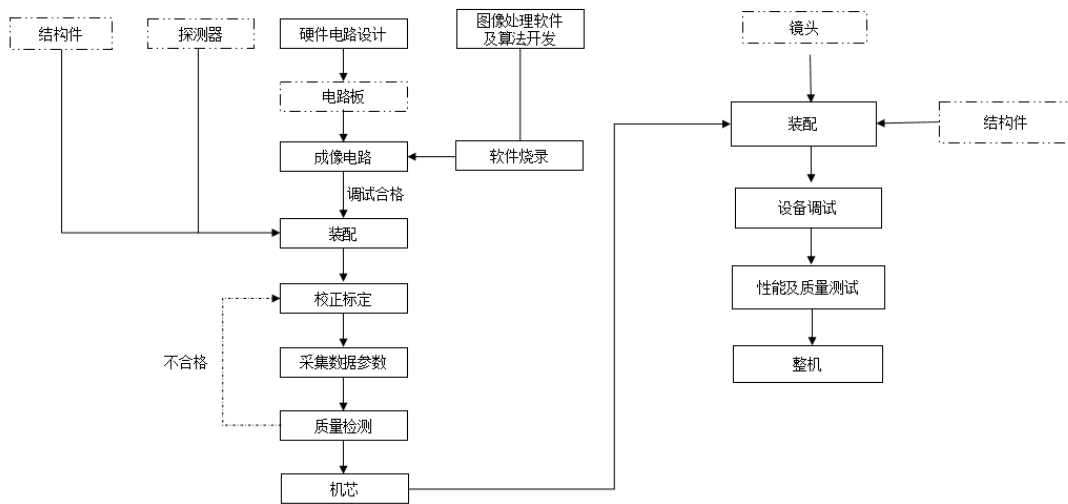 结构件
探测器
硬件电路设计
图像处理软件
及算法开发
镜头
电路板
装配
结构件
成像电路
软件烧录
调试合格
设备调试
装配
性能及质量测试
校正标定
不合格
采集数据参数
整机
质量检测
机芯